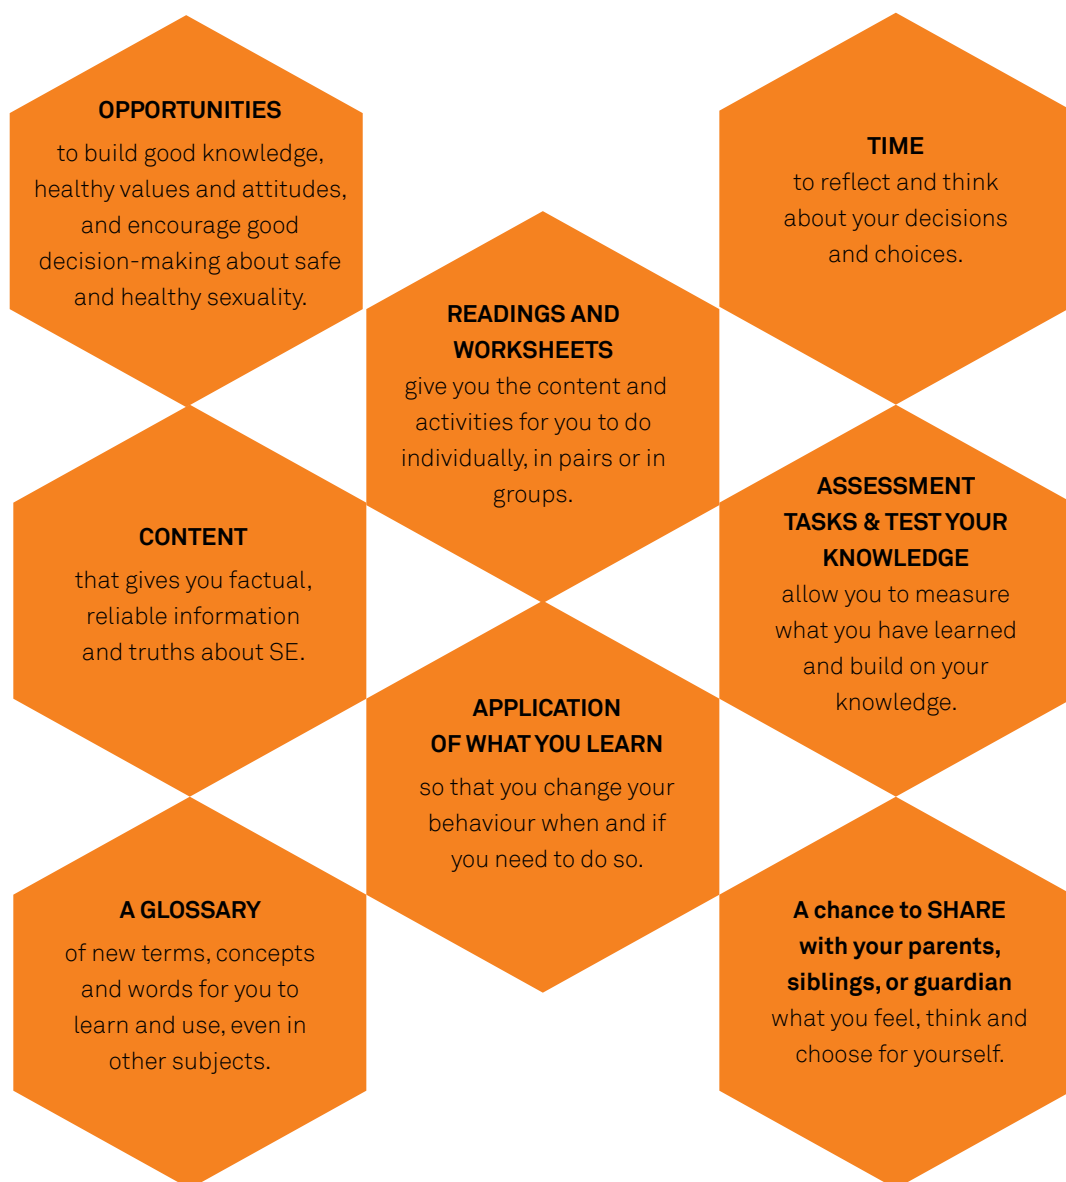 OPPORTUNITIES
to build good knowledge,
healthy values and attitudes,
and encourage good
decision-making about safe
and healthy sexuality.
TIME
to reflect and think
about your decisions
and choices.
READINGS AND
WORKSHEETS
give you the content and
activities for you to do
individually, in pairs or in
groups.
CONTENT
that gives you factual,
reliable information
and truths about SE.
ASSESSMENT
TASKS & TEST YOUR
KNOWLEDGE
allow you to measure
what you have learned
and build on your
knowledge.
APPLICATION
OF WHAT YOU LEARN
so that you change your
behaviour when and if
you need to do so.
A GLOSSARY
of new terms, concepts
and words for you to
learn and use, even in
other subjects.
A chance to SHARE
with your parents,
siblings, or guardian
what you feel, think and
choose for yourself.